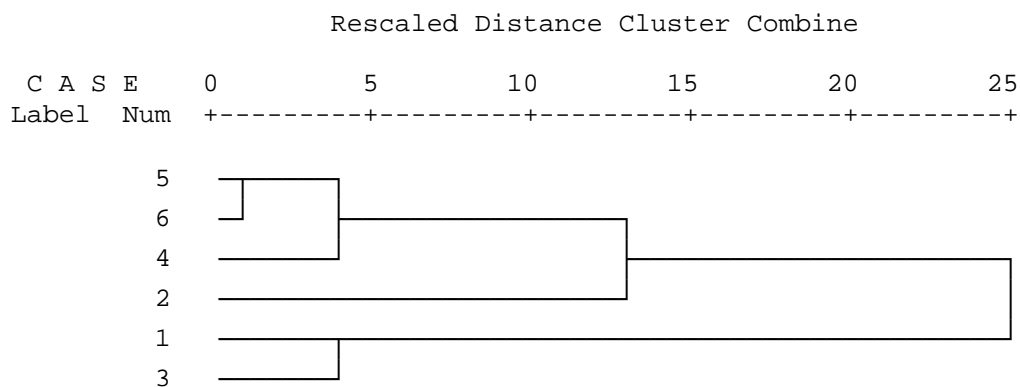 Rescaled Distance Cluster Combine
C A S E 0 5 10 15 20 25
Label Num +---------+---------+---------+---------+---------+
5
6
4
2
1
3